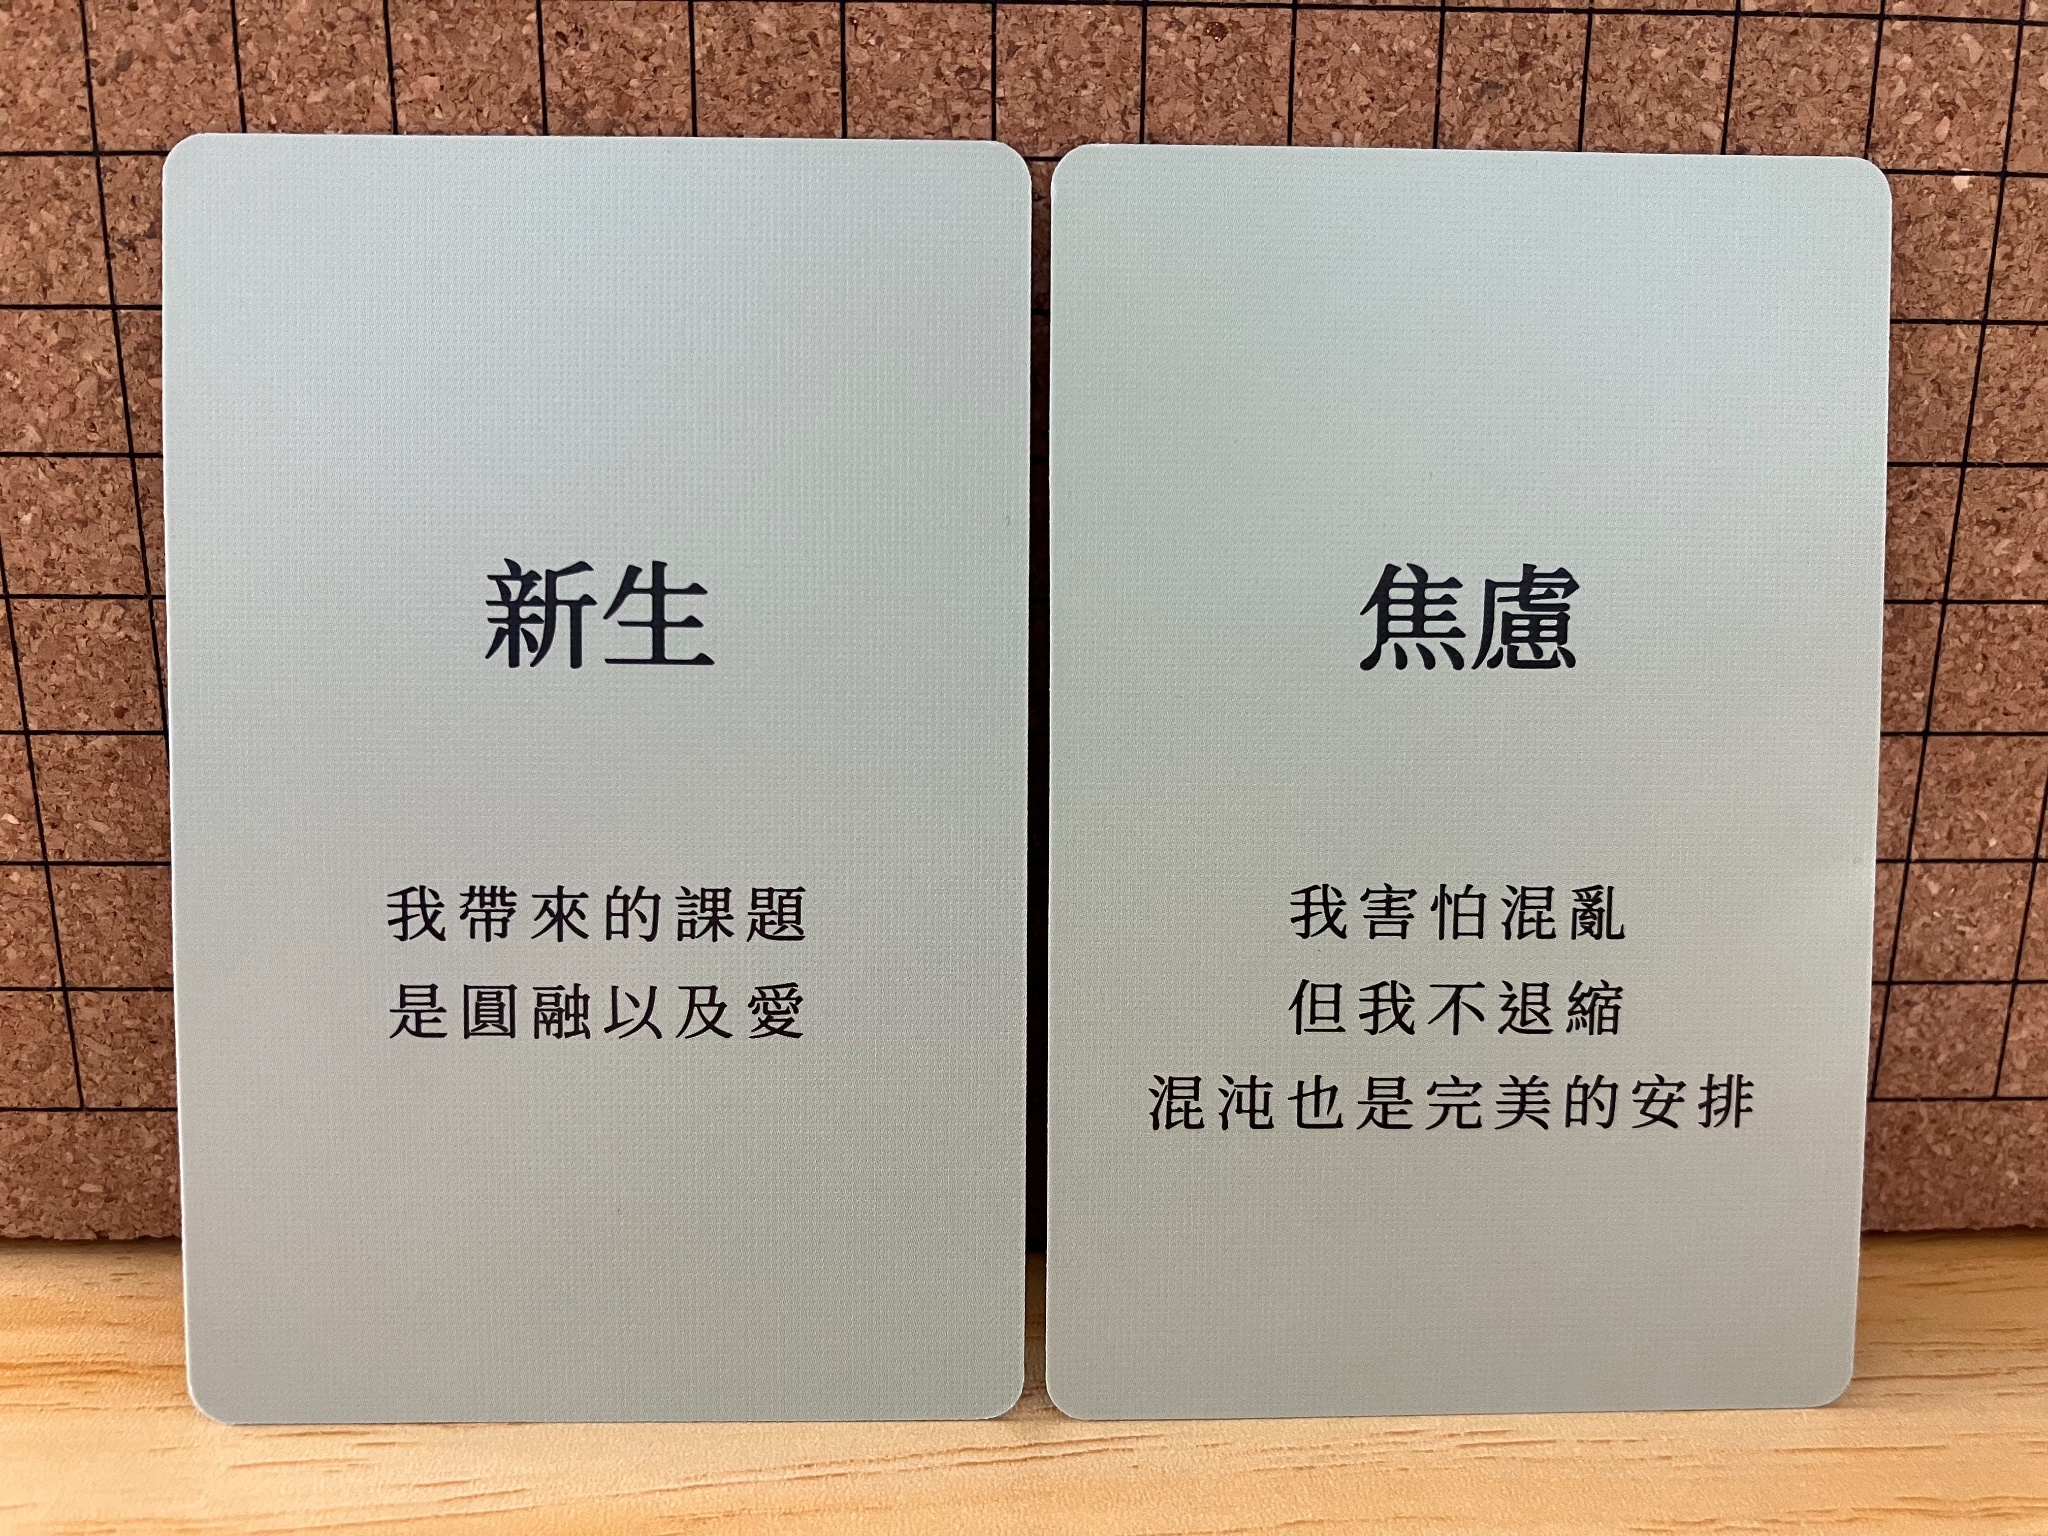 新生
我帶來的課題
是圓融以及愛
焦慮
我害怕混亂
但我不退縮
混沌也是完美的安排